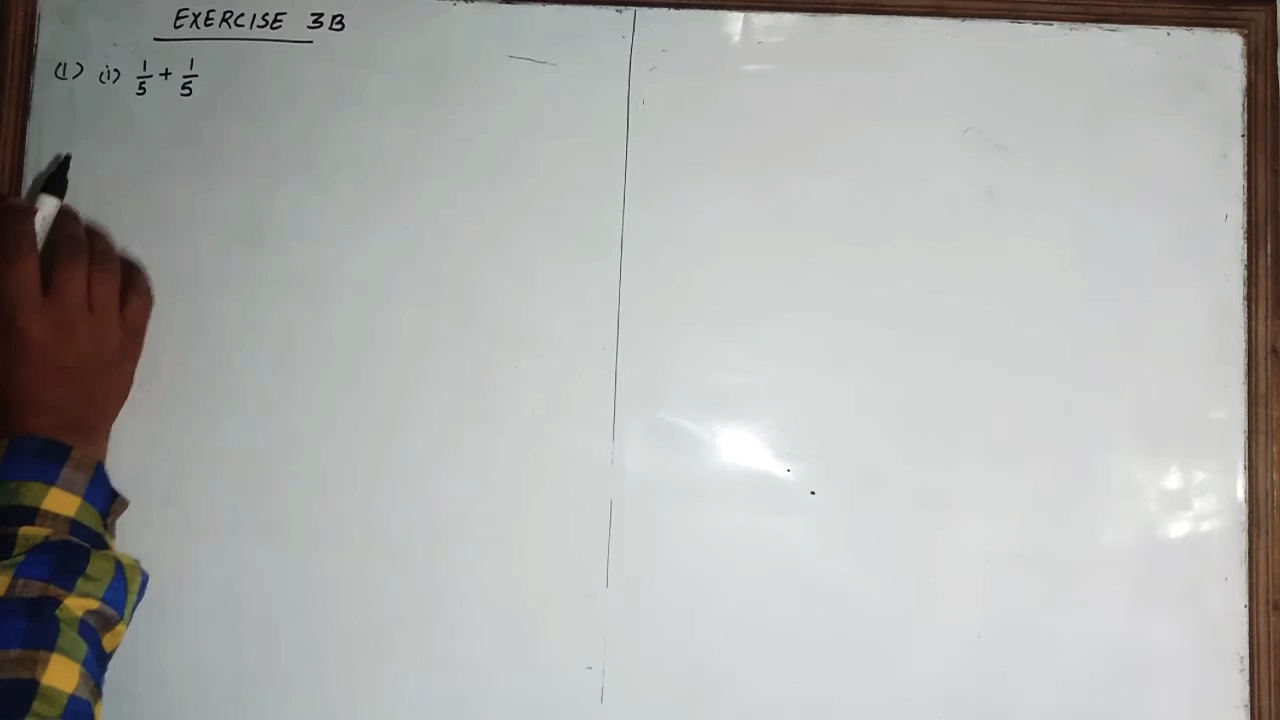 EXERCISE 3B
(1) (i) 1/5 + 1/5